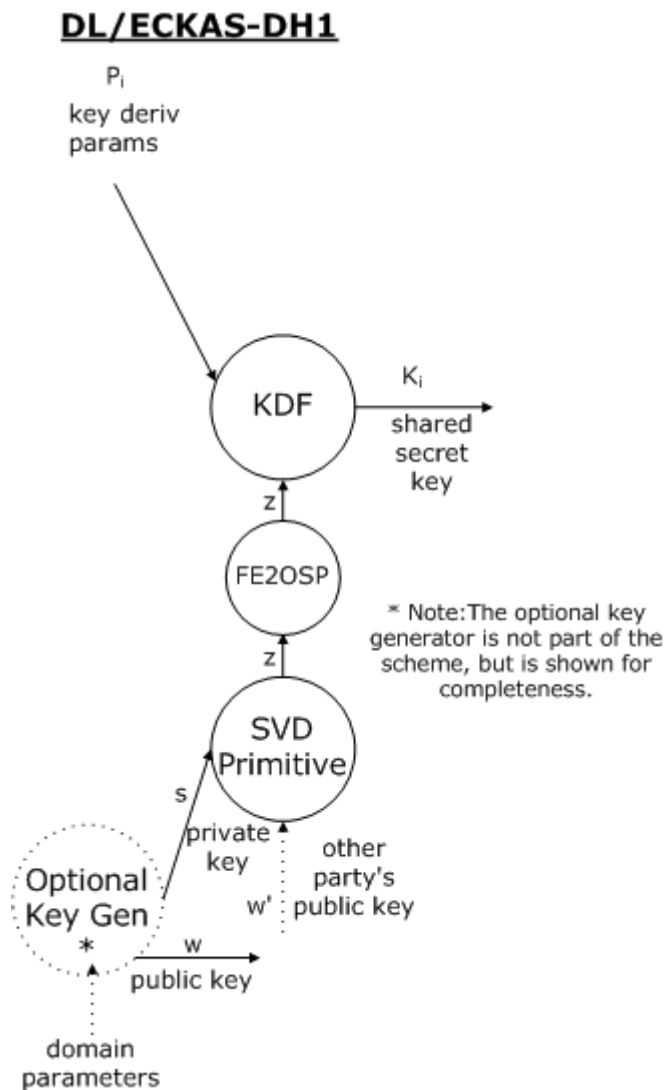 DL/ECKAS-DH1
Pᵢ
key deriv
params
KDF
Kᵢ
shared
secret
key
z
FE2OSP
* Note:The optional key
generator is not part of the
scheme, but is shown for
completeness.
z
SVD
Primitive
s
private
key
other
party's
public key
w'
Optional
Key Gen
*
w
public key
domain
parameters